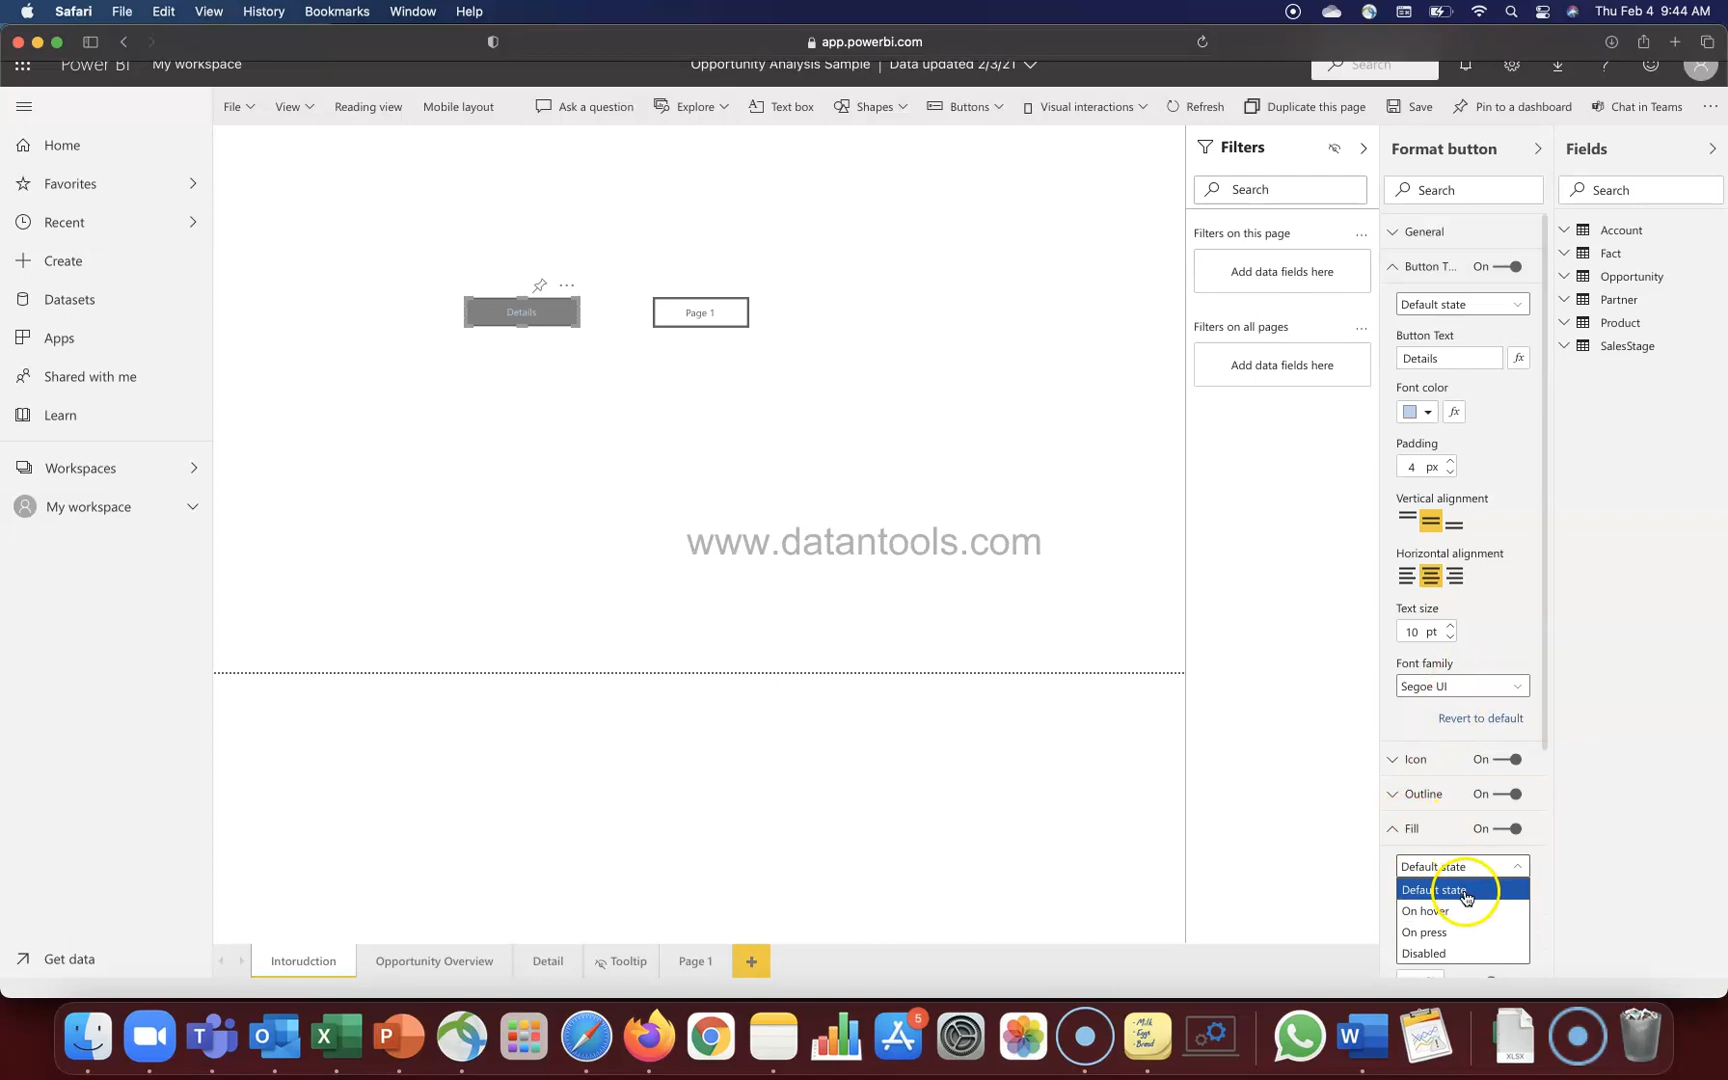 Safari File Edit View History Bookmarks Window Help Thu Feb 4 9:44 AM
app.powerbi.com
Power BI My workspace Opportunity Analysis Sample | Data updated 2/3/21 Search
File View Reading view Mobile layout Ask a question Explore Text box Shapes Buttons Visual interactions Refresh Duplicate this page Save Pin to a dashboard Chat in Teams
Home
Favorites
Recent
Create
Datasets
Apps
Shared with me
Learn
Workspaces
My workspace
Get data
Details
Page 1
www.datantools.com
Intorudction Opportunity Overview Detail Tooltip Page 1
Filters
Search
Filters on this page
Add data fields here
Filters on all pages
Add data fields here
Format button
Search
General
Button T... On
Default state
Button Text
Details fx
Font color
fx
Padding
4 px
Vertical alignment
Horizontal alignment
Text size
10 pt
Font family
Segoe UI
Revert to default
Icon On
Outline On
Fill On
Default state
Default state
On hover
On press
Disabled
Fields
Search
Account
Fact
Opportunity
Partner
Product
SalesStage
5
Milk
Eggs
Bread
XLSX